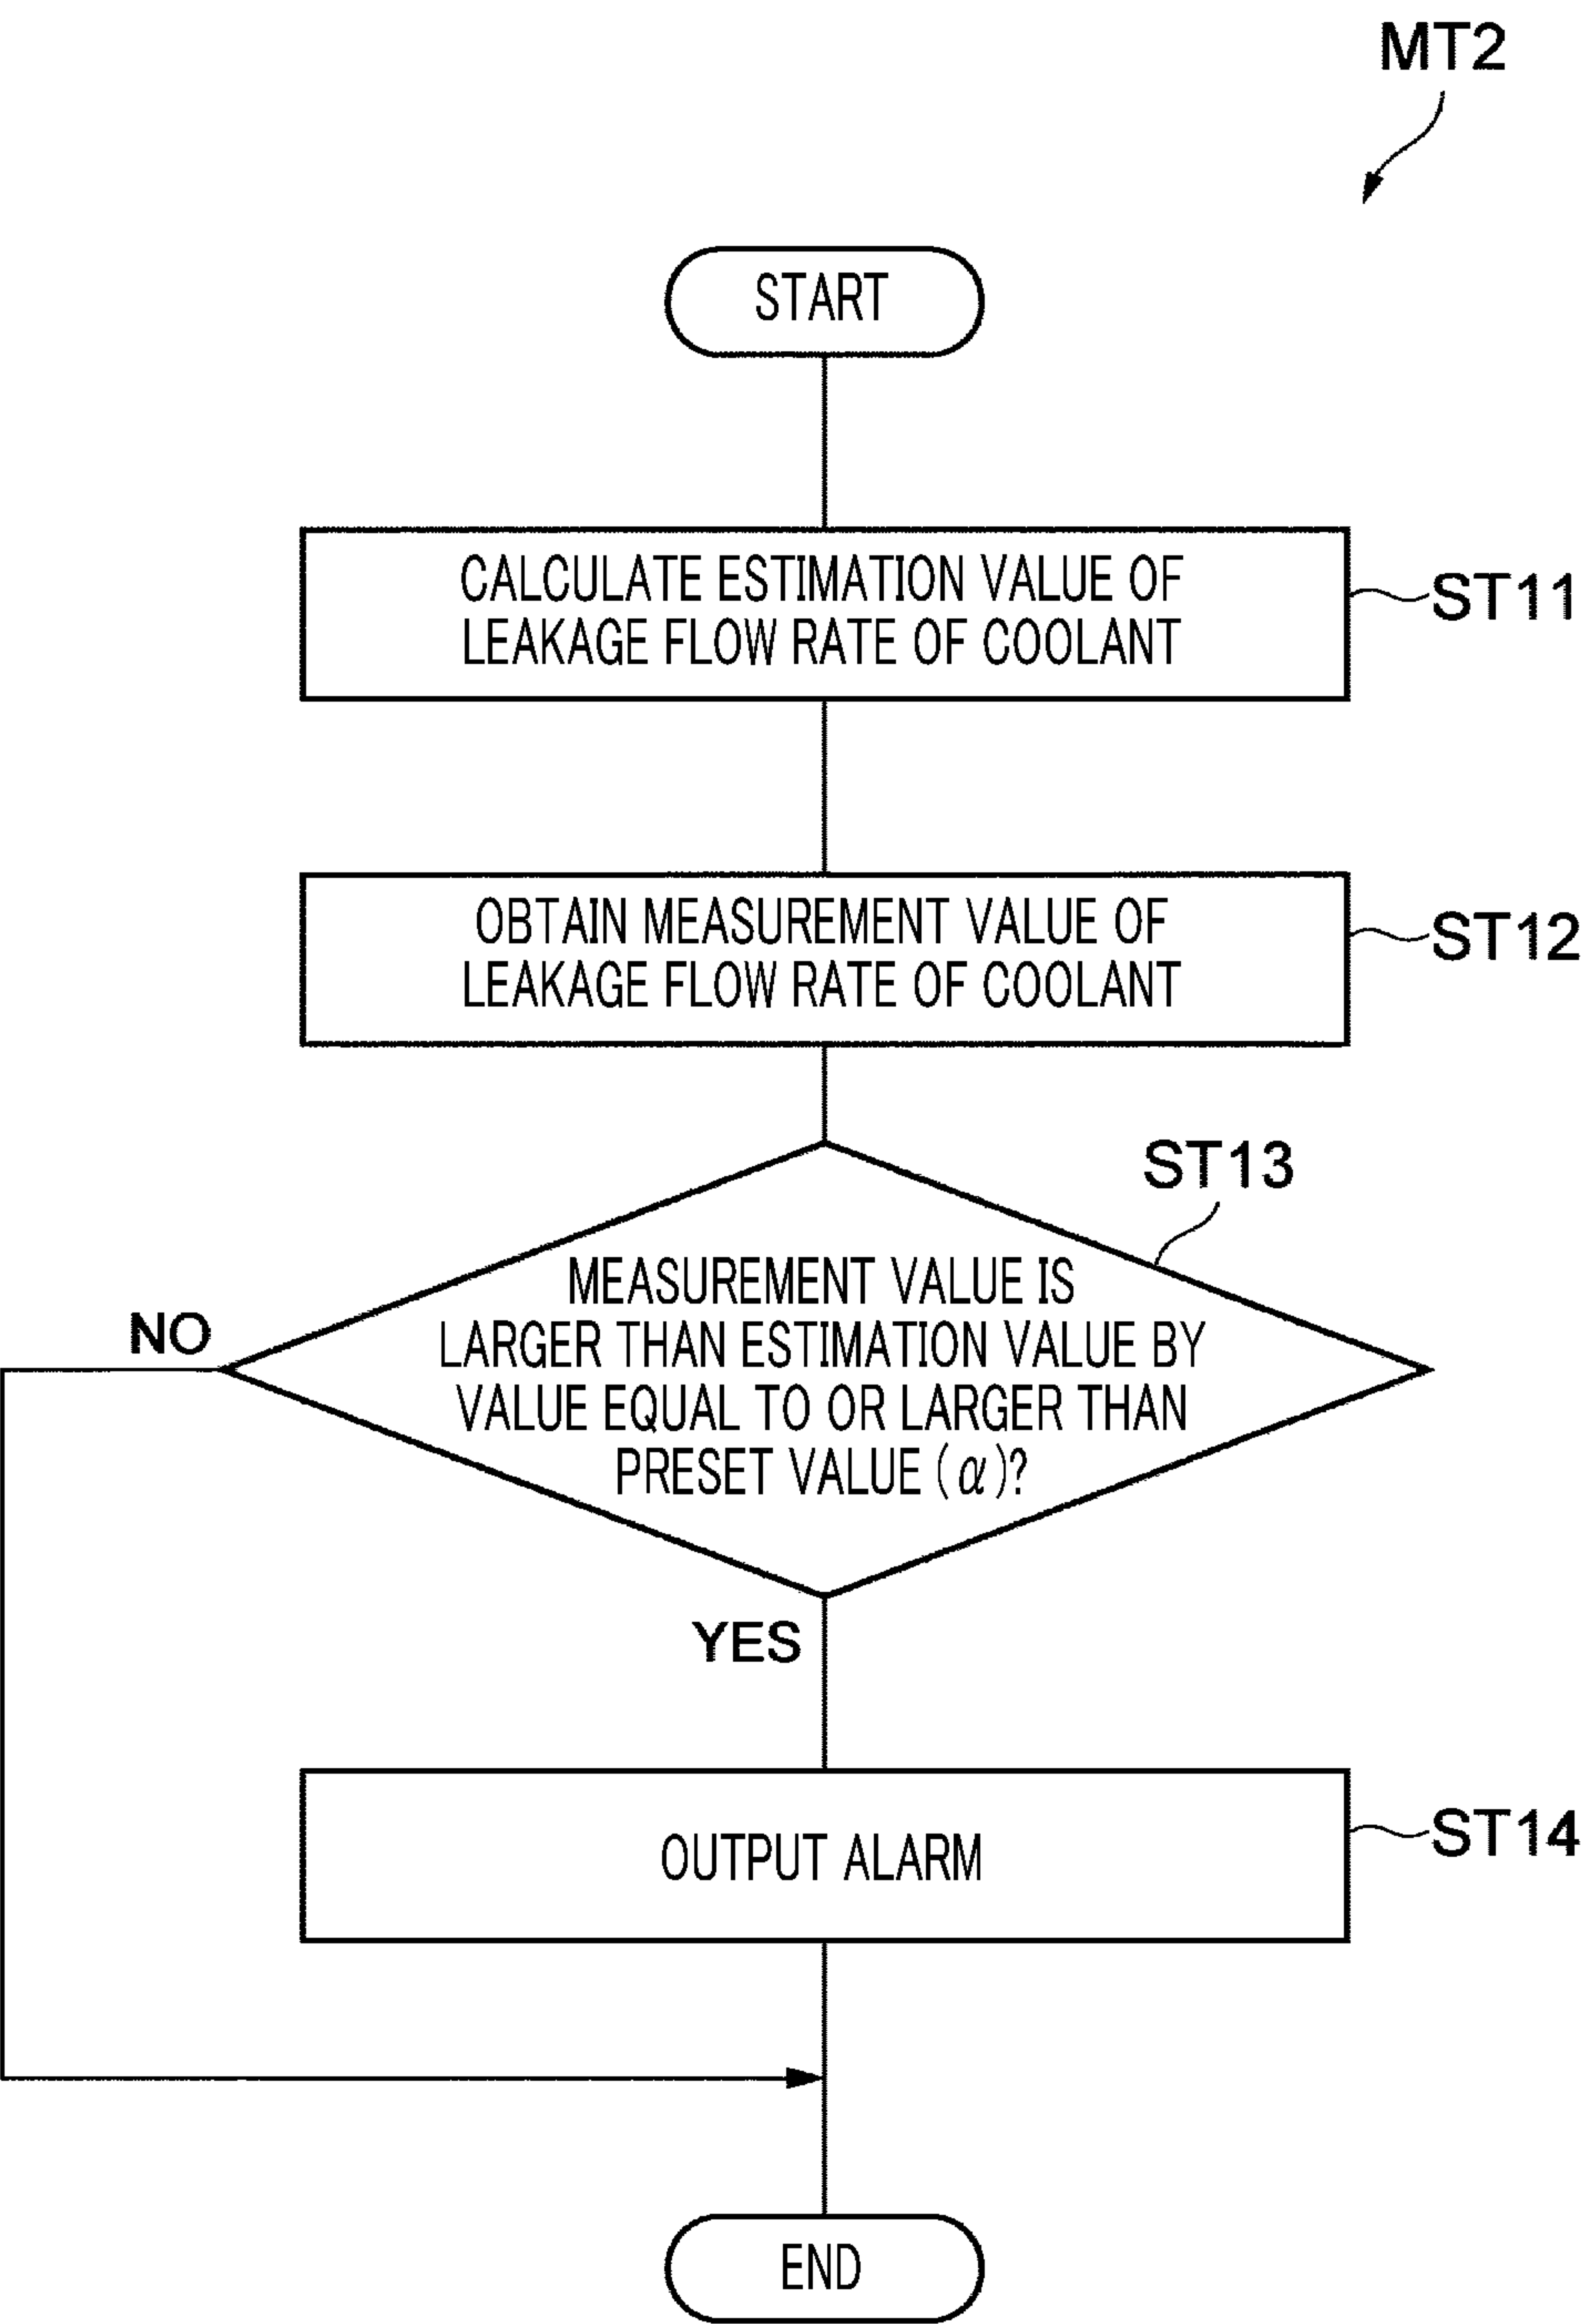 MT2
START
CALCULATE ESTIMATION VALUE OF
LEAKAGE FLOW RATE OF COOLANT
ST11
OBTAIN MEASUREMENT VALUE OF
LEAKAGE FLOW RATE OF COOLANT
ST12
ST13
MEASUREMENT VALUE IS
LARGER THAN ESTIMATION VALUE BY
VALUE EQUAL TO OR LARGER THAN
PRESET VALUE (α)?
NO
YES
OUTPUT ALARM
ST14
END